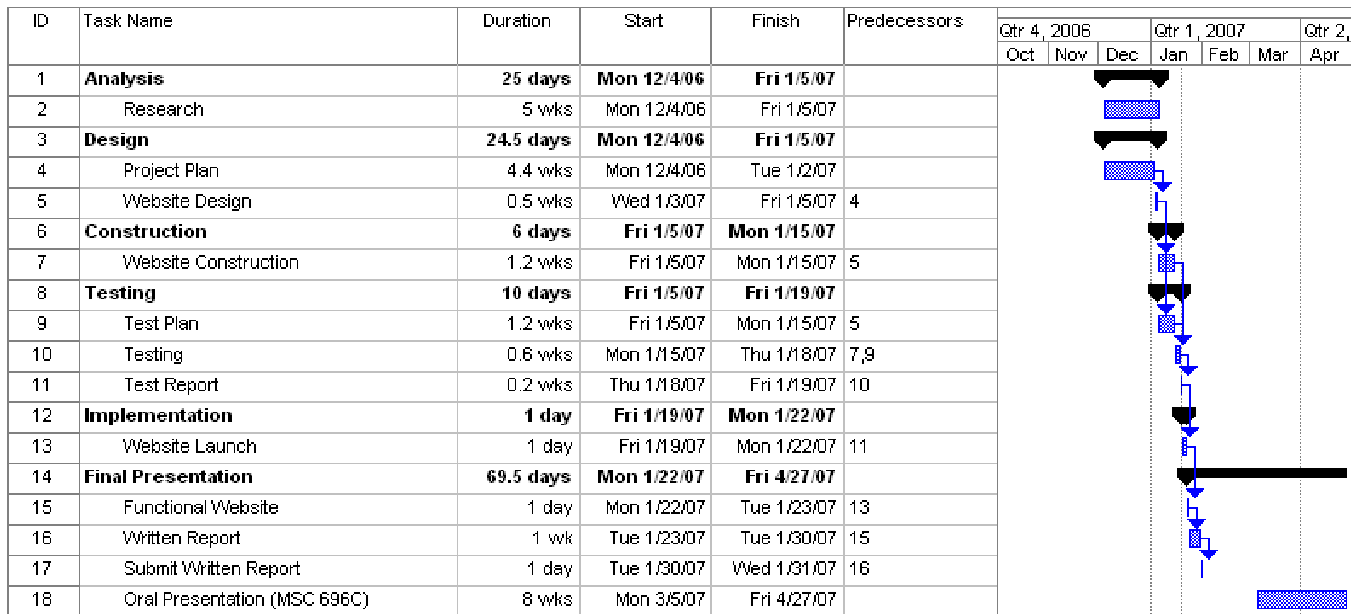 ID Task Name Duration Start Finish Predecessors
Qtr 4, 2006 Qtr 1, 2007 Qtr 2,
Oct Nov Dec Jan Feb Mar Apr
1 Analysis 25 days Mon 12/4/06 Fri 1/5/07
2 Research 5 wks Mon 12/4/06 Fri 1/5/07
3 Design 24.5 days Mon 12/4/06 Fri 1/5/07
4 Project Plan 4.4 wks Mon 12/4/06 Tue 1/2/07
5 Website Design 0.5 wks Wed 1/3/07 Fri 1/5/07 4
6 Construction 6 days Fri 1/5/07 Mon 1/15/07
7 Website Construction 1.2 wks Fri 1/5/07 Mon 1/15/07 5
8 Testing 10 days Fri 1/5/07 Fri 1/19/07
9 Test Plan 1.2 wks Fri 1/5/07 Mon 1/15/07 5
10 Testing 0.6 wks Mon 1/15/07 Thu 1/18/07 7,9
11 Test Report 0.2 wks Thu 1/18/07 Fri 1/19/07 10
12 Implementation 1 day Fri 1/19/07 Mon 1/22/07
13 Website Launch 1 day Fri 1/19/07 Mon 1/22/07 11
14 Final Presentation 69.5 days Mon 1/22/07 Fri 4/27/07
15 Functional Website 1 day Mon 1/22/07 Tue 1/23/07 13
16 Written Report 1 wk Tue 1/23/07 Tue 1/30/07 15
17 Submit Written Report 1 day Tue 1/30/07 Wed 1/31/07 16
18 Oral Presentation (MSC 696C) 8 wks Mon 3/5/07 Fri 4/27/07